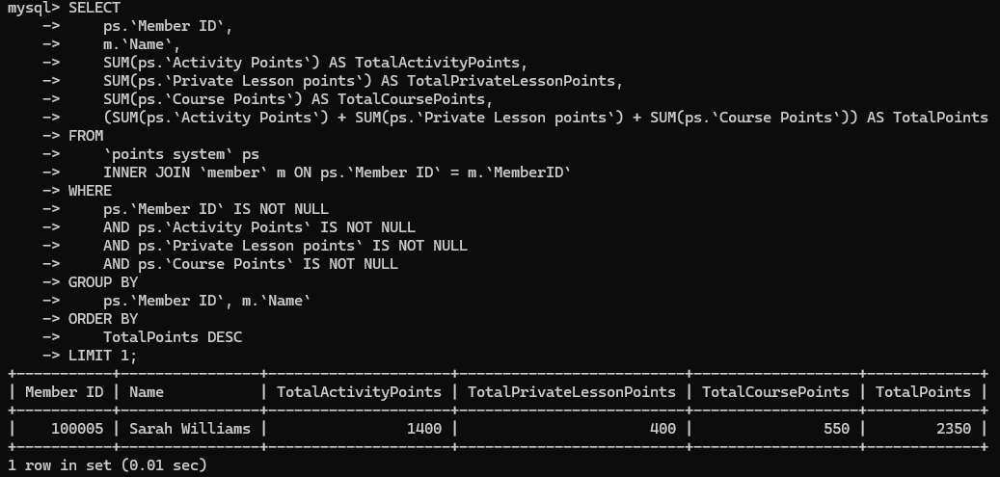 mysql> SELECT
    ->     ps.`Member ID`,
    ->     m.`Name`,
    ->     SUM(ps.`Activity Points`) AS TotalActivityPoints,
    ->     SUM(ps.`Private Lesson points`) AS TotalPrivateLessonPoints,
    ->     SUM(ps.`Course Points`) AS TotalCoursePoints,
    ->     (SUM(ps.`Activity Points`) + SUM(ps.`Private Lesson points`) + SUM(ps.`Course Points`)) AS TotalPoints
    -> FROM
    ->     `points system` ps
    ->     INNER JOIN `member` m ON ps.`Member ID` = m.`MemberID`
    -> WHERE
    ->     ps.`Member ID` IS NOT NULL
    ->     AND ps.`Activity Points` IS NOT NULL
    ->     AND ps.`Private Lesson points` IS NOT NULL
    ->     AND ps.`Course Points` IS NOT NULL
    -> GROUP BY
    ->     ps.`Member ID`, m.`Name`
    -> ORDER BY
    ->     TotalPoints DESC
    -> LIMIT 1;
+-----------+---------------+---------------------+--------------------------+-------------------+-------------+
| Member ID | Name          | TotalActivityPoints | TotalPrivateLessonPoints | TotalCoursePoints | TotalPoints |
+-----------+---------------+---------------------+--------------------------+-------------------+-------------+
|    100005 | Sarah Williams |                1400 |                      400 |               550 |        2350 |
+-----------+---------------+---------------------+--------------------------+-------------------+-------------+
1 row in set (0.01 sec)